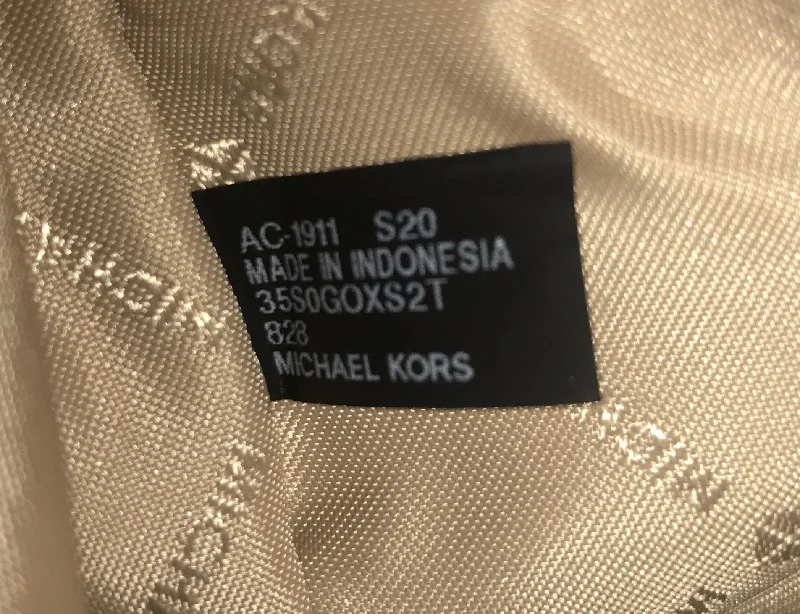 AC-1911 S20
MADE IN INDONESIA
35S0GOXS2T
828
MICHAEL KORS